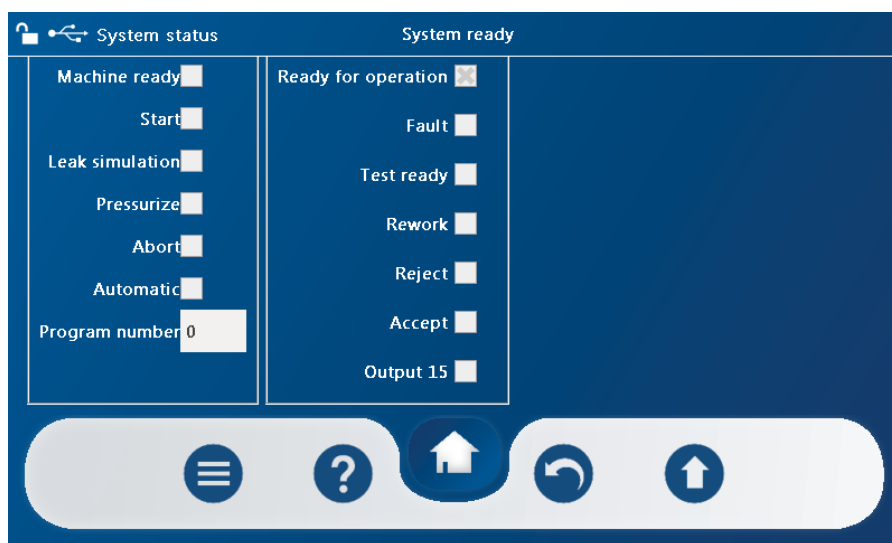 System status
System ready
Machine ready
Start
Leak simulation
Pressurize
Abort
Automatic
Program number 0
Ready for operation
Fault
Test ready
Rework
Reject
Accept
Output 15
?